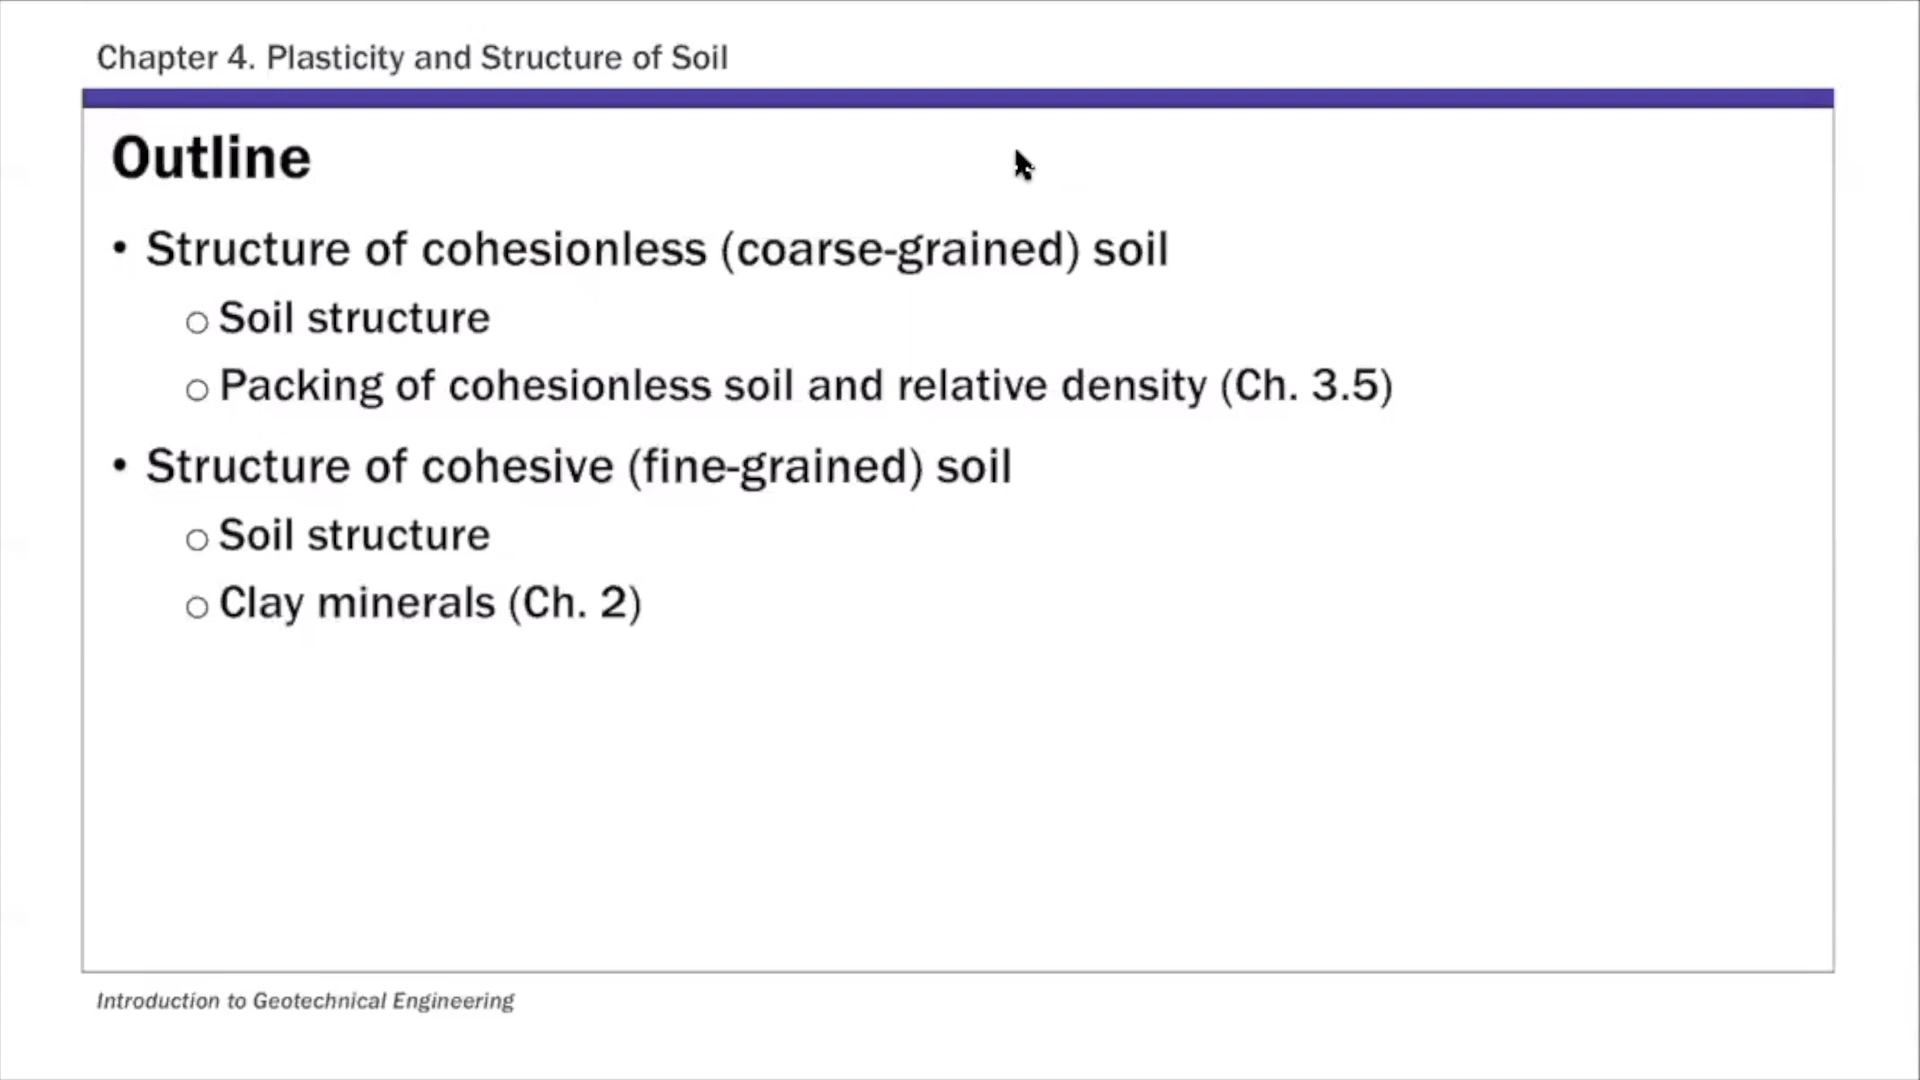 Chapter 4. Plasticity and Structure of Soil
Outline
• Structure of cohesionless (coarse-grained) soil
○ Soil structure
○ Packing of cohesionless soil and relative density (Ch. 3.5)
• Structure of cohesive (fine-grained) soil
○ Soil structure
○ Clay minerals (Ch. 2)
Introduction to Geotechnical Engineering